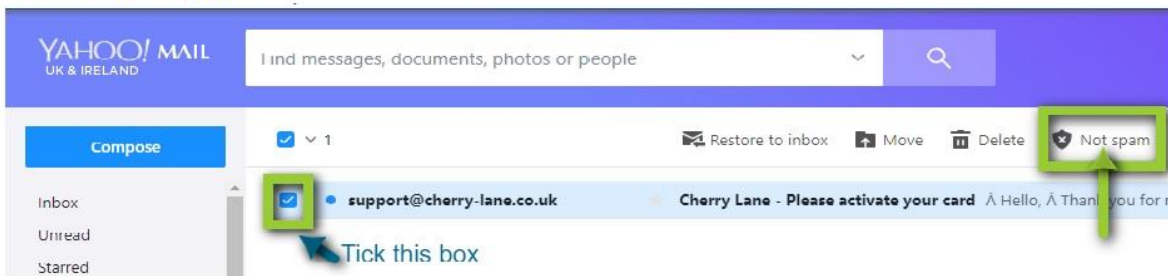 YAHOO! MAIL
UK & IRELAND
Find messages, documents, photos or people
Compose
1
Restore to inbox
Move
Delete
Not spam
Inbox
support@cherry-lane.co.uk
Cherry Lane - Please activate your card Â Hello, Â Thank you for
Unread
Tick this box
Starred